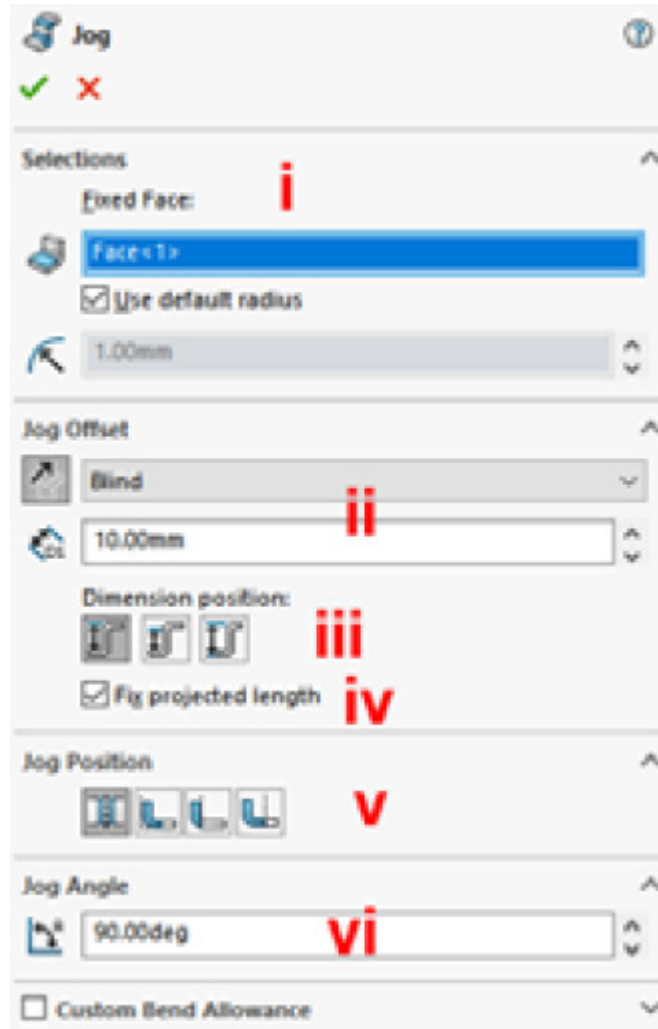 Jog
Selections
i
Fixed Face:
Face<1>
Use default radius
1.00mm
Jog Offset
Blind
ii
10.00mm
Dimension position:
iii
Fix projected length
iv
Jog Position
v
Jog Angle
90.00deg
vi
Custom Bend Allowance